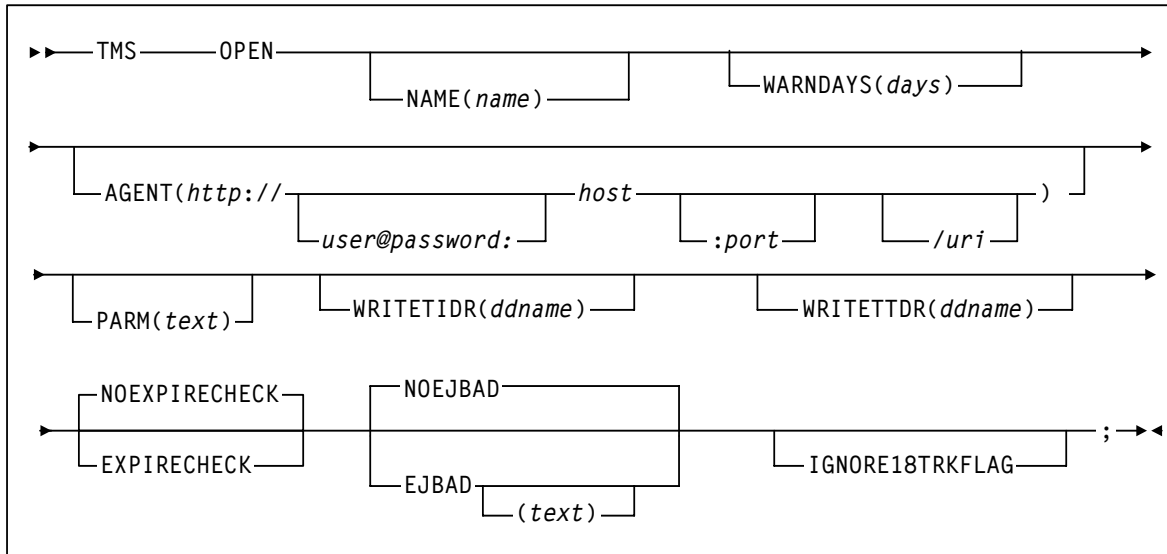 TMS OPEN
NAME(name) WARNDAYS(days)
AGENT(http:// host )
user@password: :port /uri
PARM(text) WRITETIDR(ddname) WRITETTDR(ddname)
NOEXPIRECHECK NOEJBAD
;
EXPIRECHECK EJBAD IGNORE18TRKFLAG
(text)